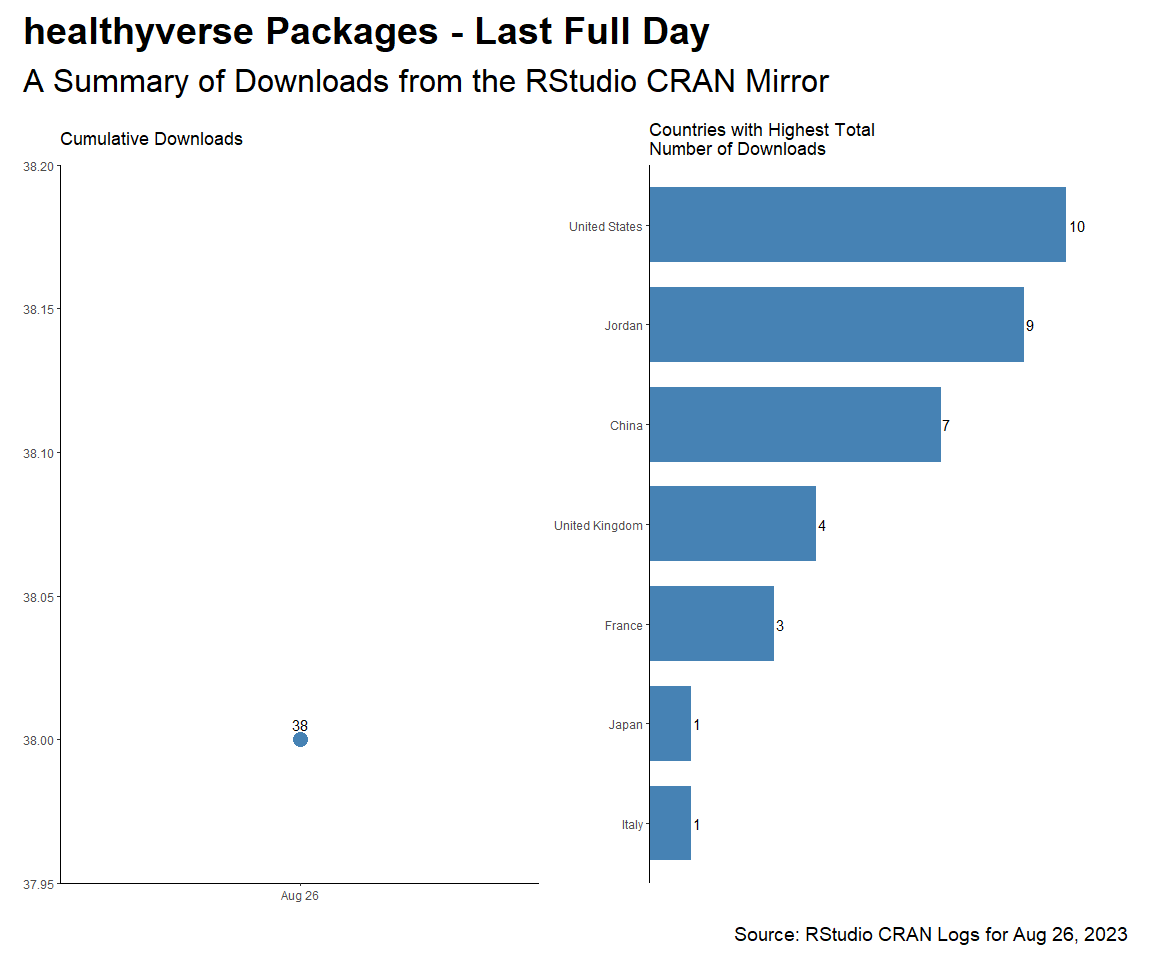 healthyverse Packages - Last Full Day
A Summary of Downloads from the RStudio CRAN Mirror
Cumulative Downloads
38.20
38.15
38.10
38.05
38.00
37.95
38
Aug 26
Countries with Highest Total
Number of Downloads
United States 10
Jordan 9
China 7
United Kingdom 4
France 3
Japan 1
Italy 1
Source: RStudio CRAN Logs for Aug 26, 2023